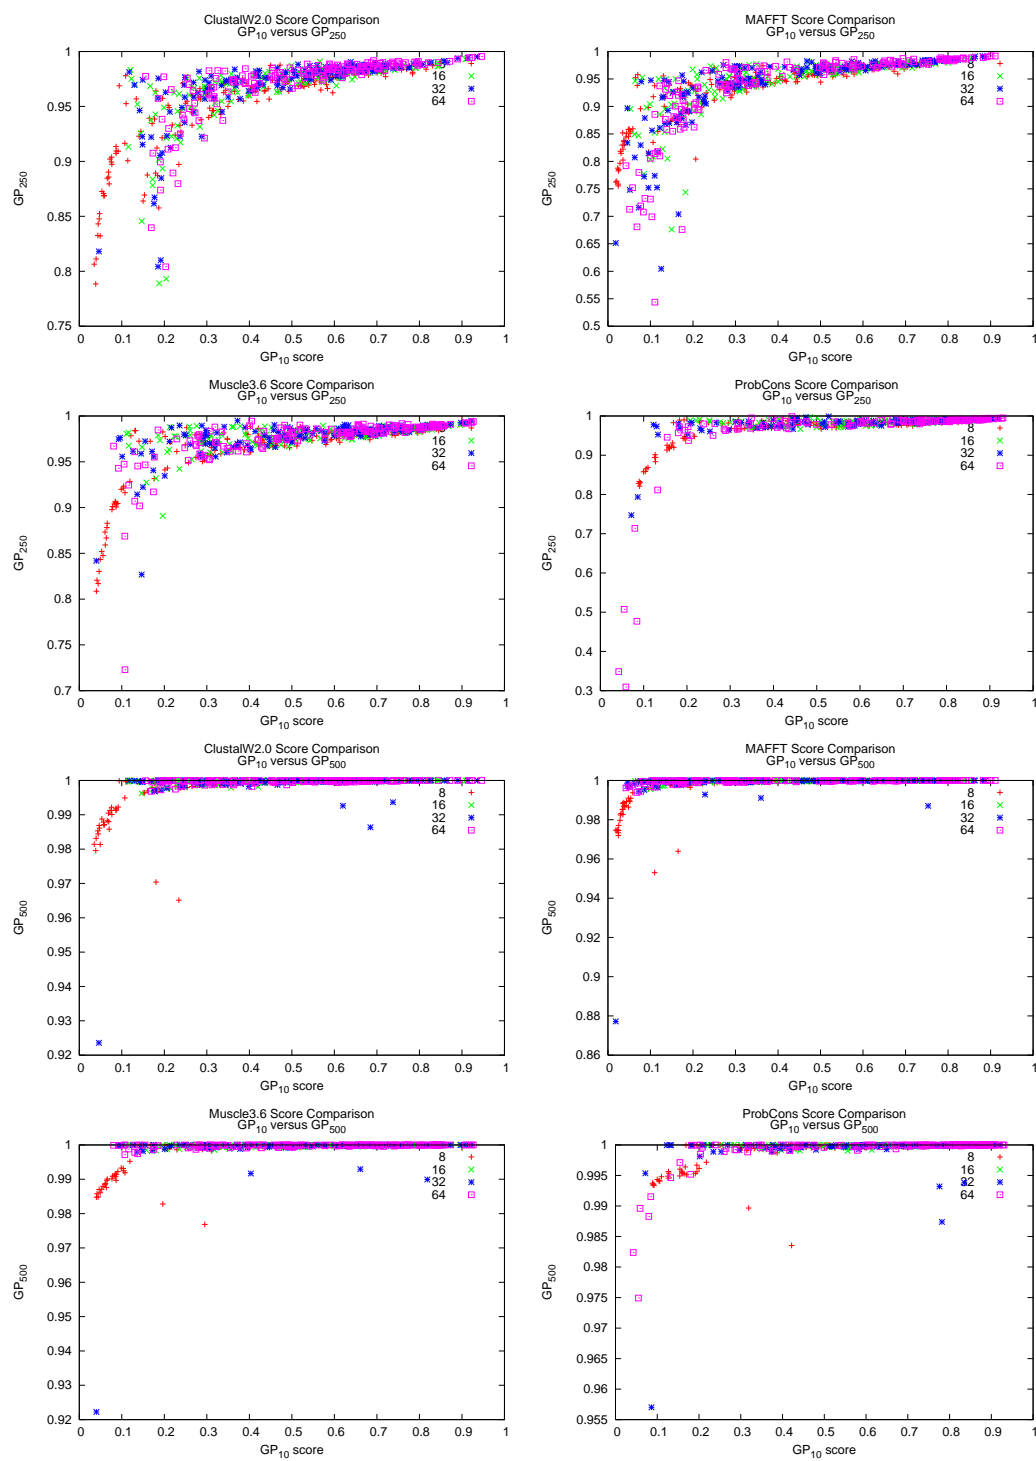 ClustalW2.0 Score Comparison
GP10 versus GP250
GP250
1
0.95
0.9
0.85
0.8
0.75
0 0.1 0.2 0.3 0.4 0.5 0.6 0.7 0.8 0.9 1
GP10 score
8
16
32
64
MAFFT Score Comparison
GP10 versus GP250
GP250
1
0.95
0.9
0.85
0.8
0.75
0.7
0.65
0.6
0.55
0.5
0 0.1 0.2 0.3 0.4 0.5 0.6 0.7 0.8 0.9 1
GP10 score
8
16
32
64
Muscle3.6 Score Comparison
GP10 versus GP250
GP250
1
0.95
0.9
0.85
0.8
0.75
0.7
0 0.1 0.2 0.3 0.4 0.5 0.6 0.7 0.8 0.9 1
GP10 score
8
16
32
64
ProbCons Score Comparison
GP10 versus GP250
GP250
1
0.9
0.8
0.7
0.6
0.5
0.4
0.3
0 0.1 0.2 0.3 0.4 0.5 0.6 0.7 0.8 0.9 1
GP10 score
8
16
32
64
ClustalW2.0 Score Comparison
GP10 versus GP500
GP500
1
0.99
0.98
0.97
0.96
0.95
0.94
0.93
0.92
0 0.1 0.2 0.3 0.4 0.5 0.6 0.7 0.8 0.9 1
GP10 score
8
16
32
64
MAFFT Score Comparison
GP10 versus GP500
GP500
1
0.98
0.96
0.94
0.92
0.9
0.88
0.86
0 0.1 0.2 0.3 0.4 0.5 0.6 0.7 0.8 0.9 1
GP10 score
8
16
32
64
Muscle3.6 Score Comparison
GP10 versus GP500
GP500
1
0.99
0.98
0.97
0.96
0.95
0.94
0.93
0.92
0 0.1 0.2 0.3 0.4 0.5 0.6 0.7 0.8 0.9 1
GP10 score
8
16
32
64
ProbCons Score Comparison
GP10 versus GP500
GP500
1
0.995
0.99
0.985
0.98
0.975
0.97
0.965
0.96
0.955
0 0.1 0.2 0.3 0.4 0.5 0.6 0.7 0.8 0.9 1
GP10 score
8
16
32
64